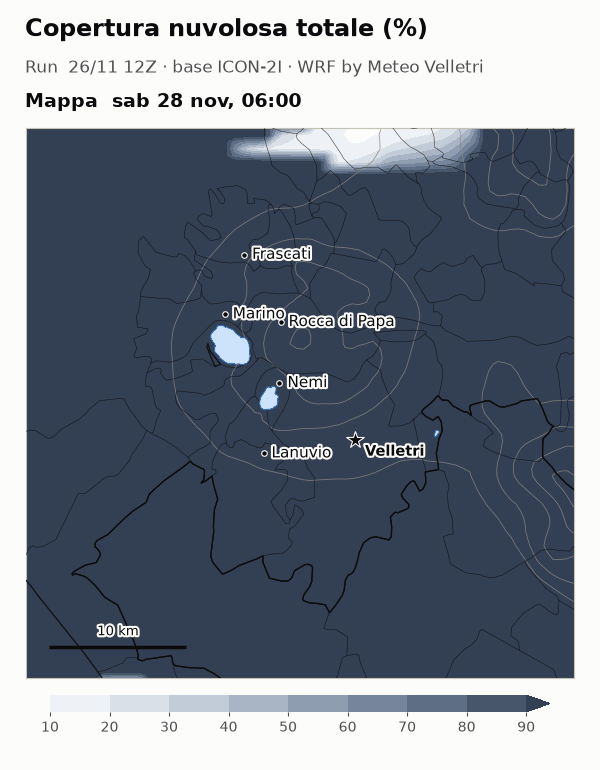 Copertura nuvolosa totale (%)
Run  26/11 12Z · base ICON-2I · WRF by Meteo Velletri
Mappa  sab 28 nov, 06:00
Frascati
Marino
Rocca di Papa
Nemi
Velletri
Lanuvio
10 km
10 20 30 40 50 60 70 80 90